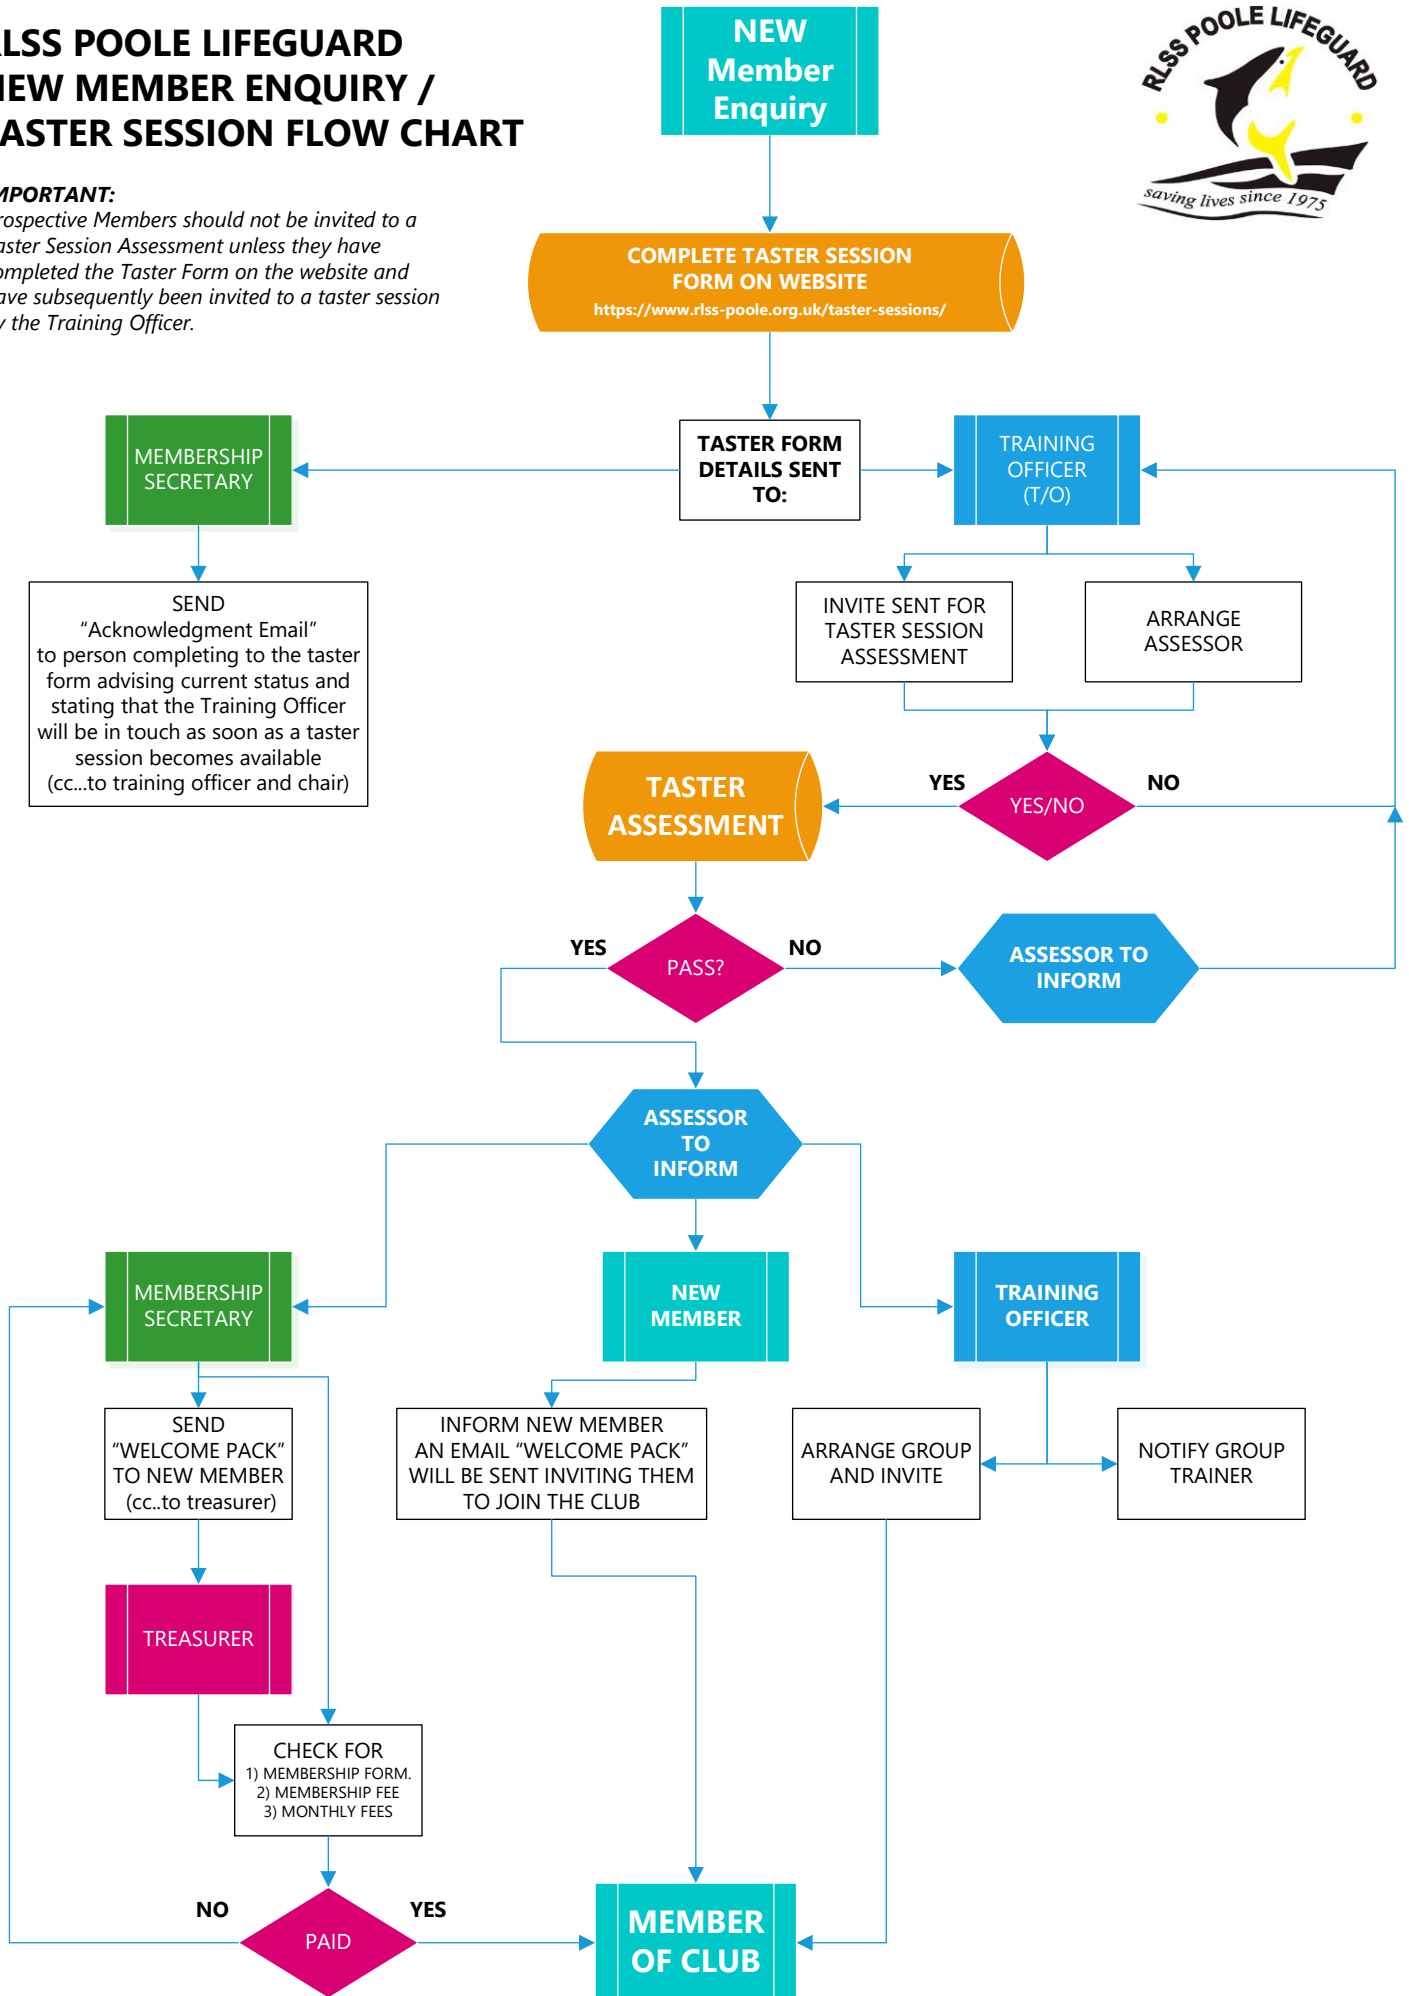 RLSS POOLE LIFEGUARD
NEW MEMBER ENQUIRY /
TASTER SESSION FLOW CHART
IMPORTANT:
Prospective Members should not be invited to a
Taster Session Assessment unless they have
completed the Taster Form on the website and
have subsequently been invited to a taster session
by the Training Officer.
NEW
Member
Enquiry
RLSS POOLE LIFEGUARD
saving lives since 1975
COMPLETE TASTER SESSION
FORM ON WEBSITE
https://www.rlss-poole.org.uk/taster-sessions/
MEMBERSHIP
SECRETARY
TASTER FORM
DETAILS SENT
TO:
TRAINING
OFFICER
(T/O)
SEND
“Acknowledgment Email”
to person completing to the taster
form advising current status and
stating that the Training Officer
will be in touch as soon as a taster
session becomes available
(cc...to training officer and chair)
INVITE SENT FOR
TASTER SESSION
ASSESSMENT
ARRANGE
ASSESSOR
TASTER
ASSESSMENT
YES
YES/NO
NO
YES
PASS?
NO
ASSESSOR TO
INFORM
ASSESSOR
TO
INFORM
MEMBERSHIP
SECRETARY
NEW
MEMBER
TRAINING
OFFICER
SEND
“WELCOME PACK”
TO NEW MEMBER
(cc..to treasurer)
INFORM NEW MEMBER
AN EMAIL “WELCOME PACK”
WILL BE SENT INVITING THEM
TO JOIN THE CLUB
ARRANGE GROUP
AND INVITE
NOTIFY GROUP
TRAINER
TREASURER
CHECK FOR
1) MEMBERSHIP FORM.
2) MEMBERSHIP FEE
3) MONTHLY FEES
NO
PAID
YES
MEMBER
OF CLUB